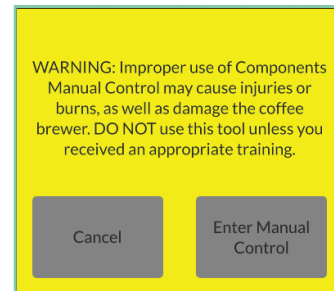 WARNING: Improper use of Components
Manual Control may cause injuries or
burns, as well as damage the coffee
brewer. DO NOT use this tool unless you
received an appropriate training.
Cancel
Enter Manual
Control